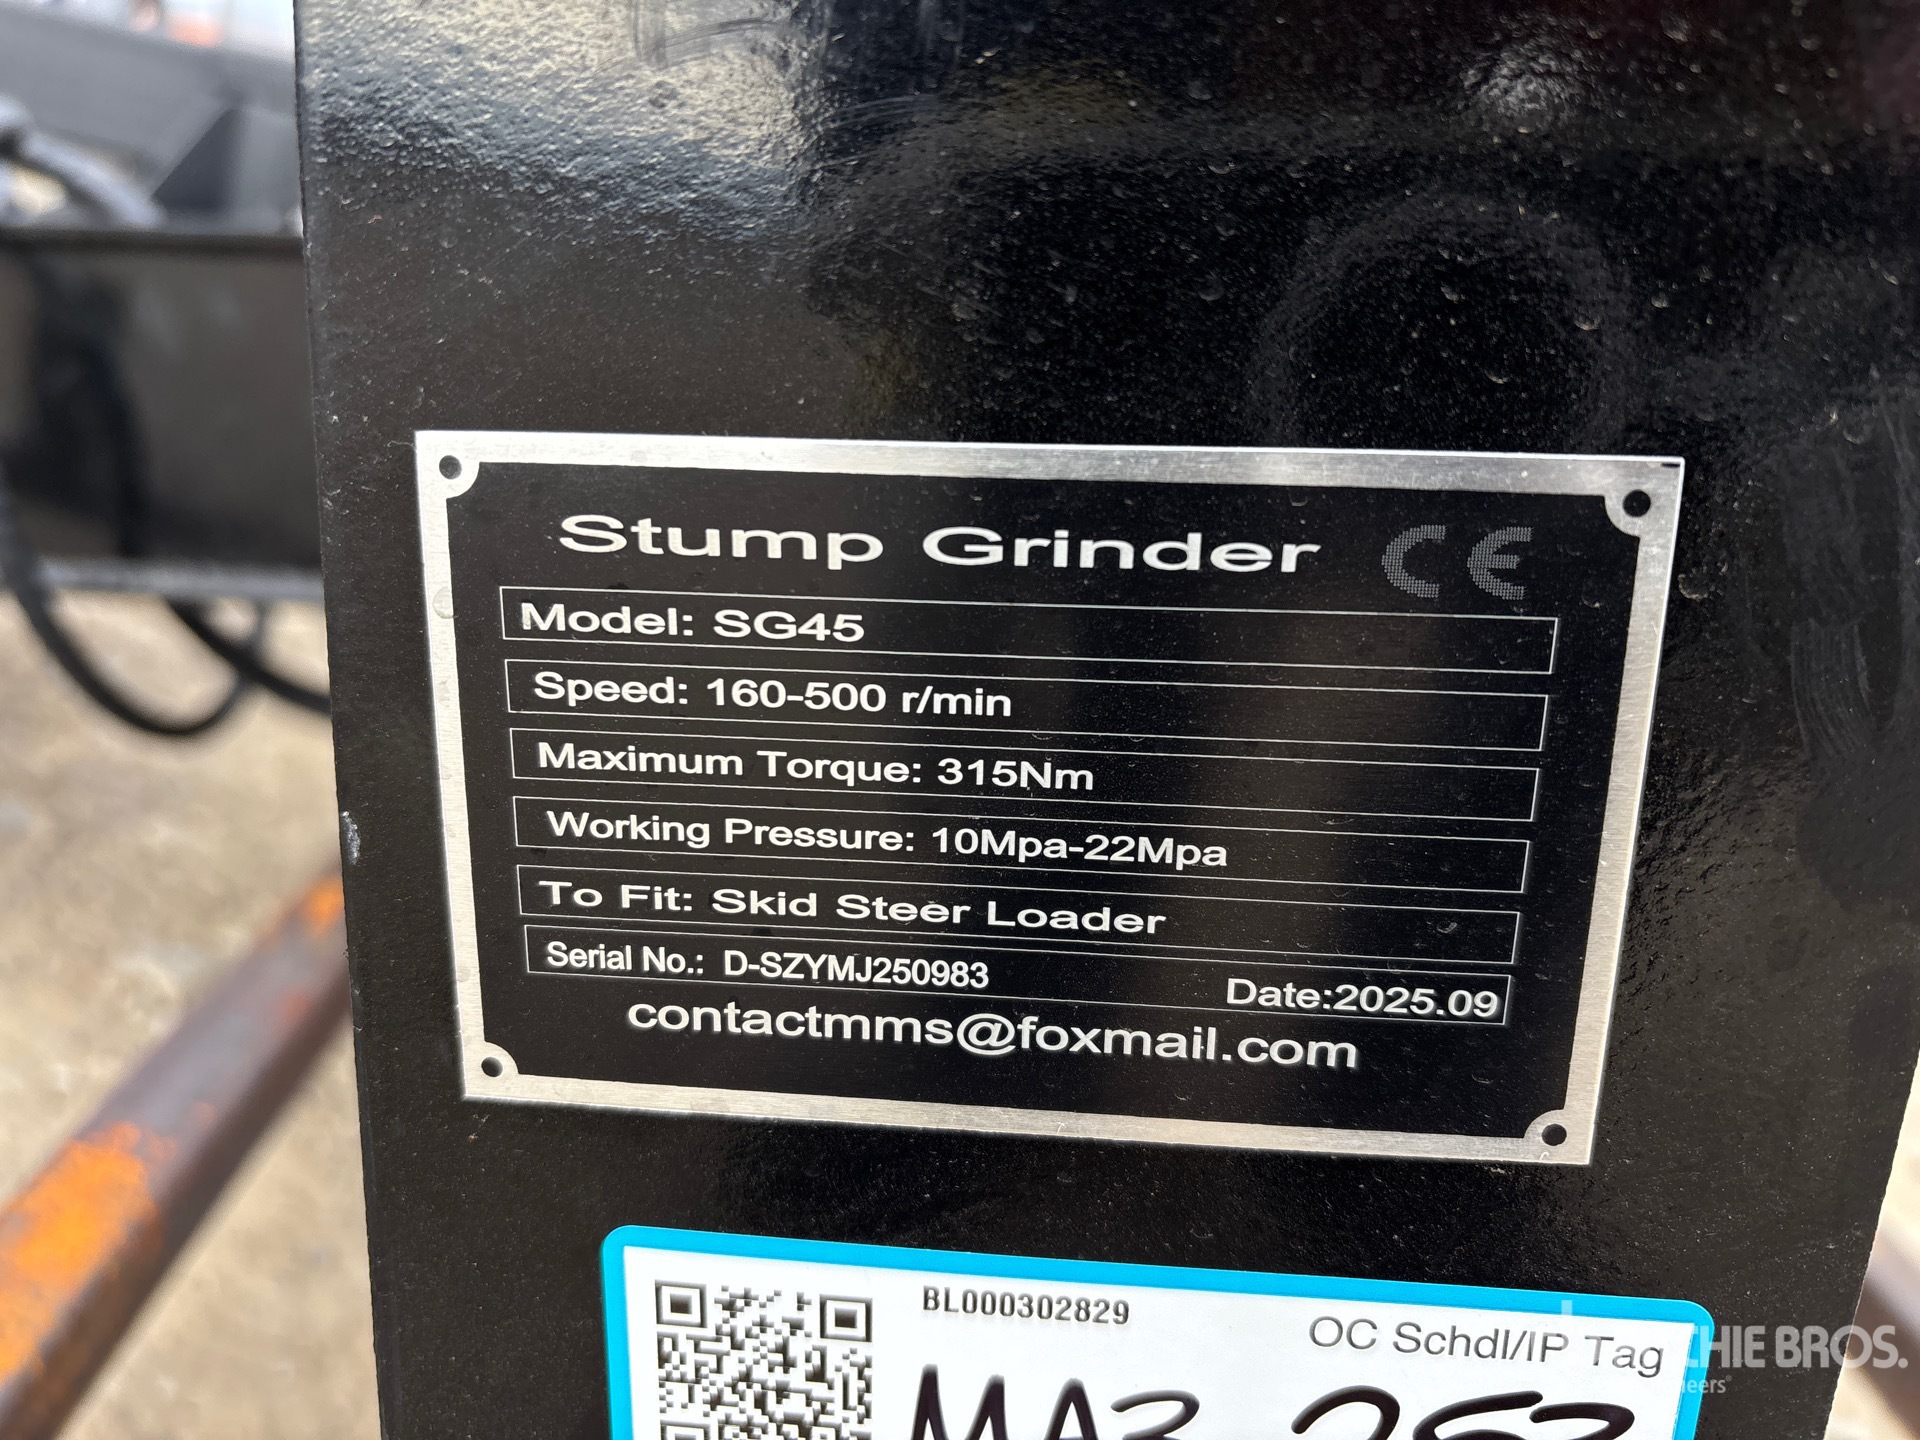 Stump Grinder CE
Model: SG45
Speed: 160-500 r/min
Maximum Torque: 315Nm
Working Pressure: 10Mpa-22Mpa
To Fit: Skid Steer Loader
Serial No.: D-SZYMJ250983 Date:2025.09
contactmms@foxmail.com
BL000302829
OC Schdl/IP Tag
BROS.